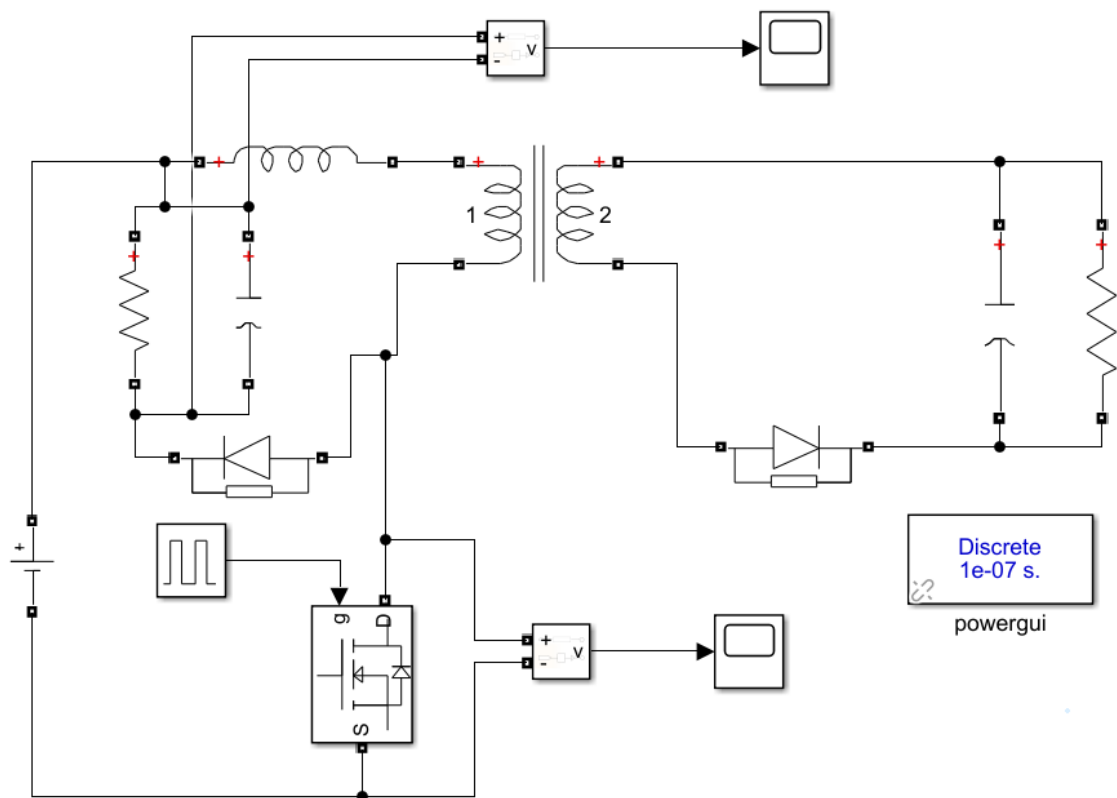 +
-
v
+
+
+
1
2
+
+
+
+
+
g
D
S
+
-
v
Discrete
1e-07 s.
powergui